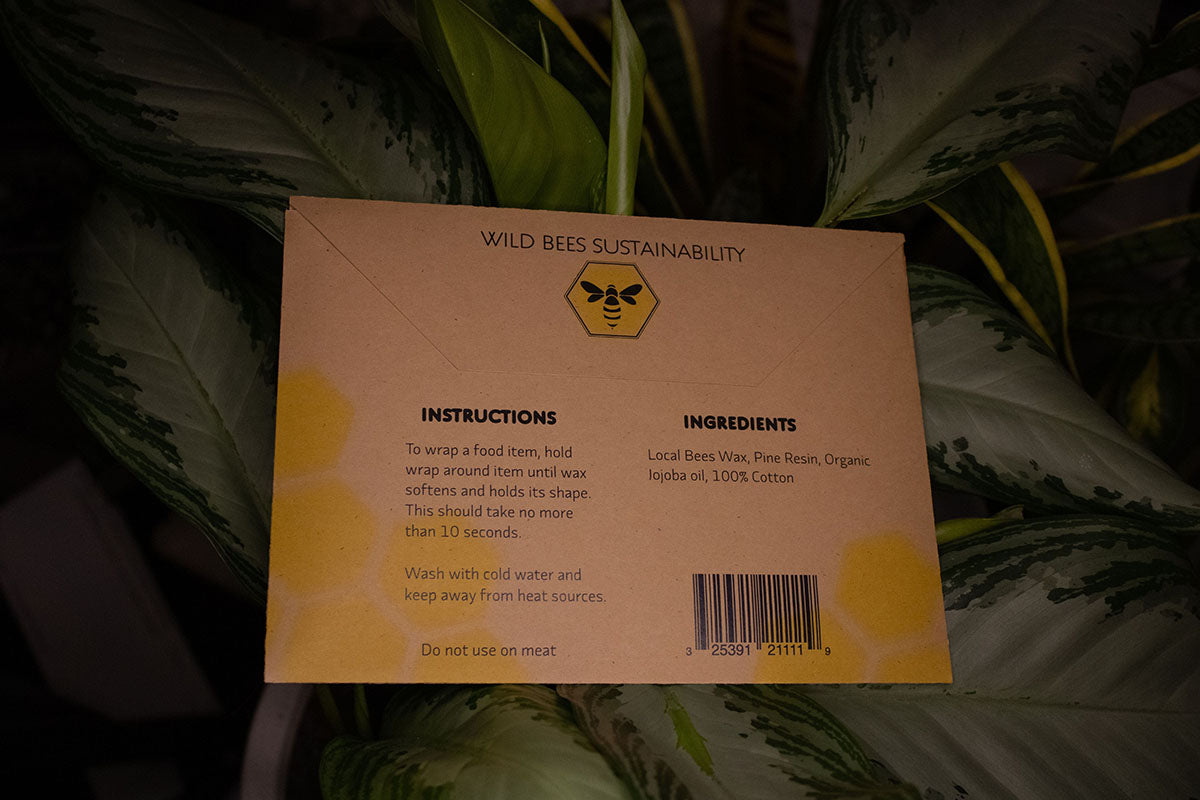 WILD BEES SUSTAINABILITY
INSTRUCTIONS
To wrap a food item, hold
wrap around item until wax
softens and holds its shape.
This should take no more
than 10 seconds.
Wash with cold water and
keep away from heat sources.
Do not use on meat
INGREDIENTS
Local Bees Wax, Pine Resin, Organic
Jojoba oil, 100% Cotton
3 25391 21111 9